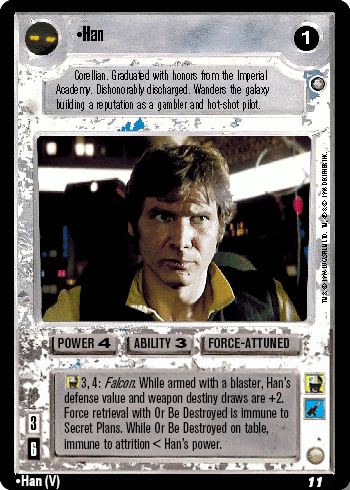 •Han
1
Corellian. Graduated with honors from the Imperial
Academy. Dishonorably discharged. Wanders the galaxy
building a reputation as a gambler and hot-shot pilot.
POWER 4
ABILITY 3
FORCE-ATTUNED
3, 4: Falcon. While armed with a blaster, Han's
defense value and weapon destiny draws are +2.
Force retrieval with Or Be Destroyed is immune to
Secret Plans. While Or Be Destroyed on table,
immune to attrition < Han's power.
3
6
•Han (V)
11